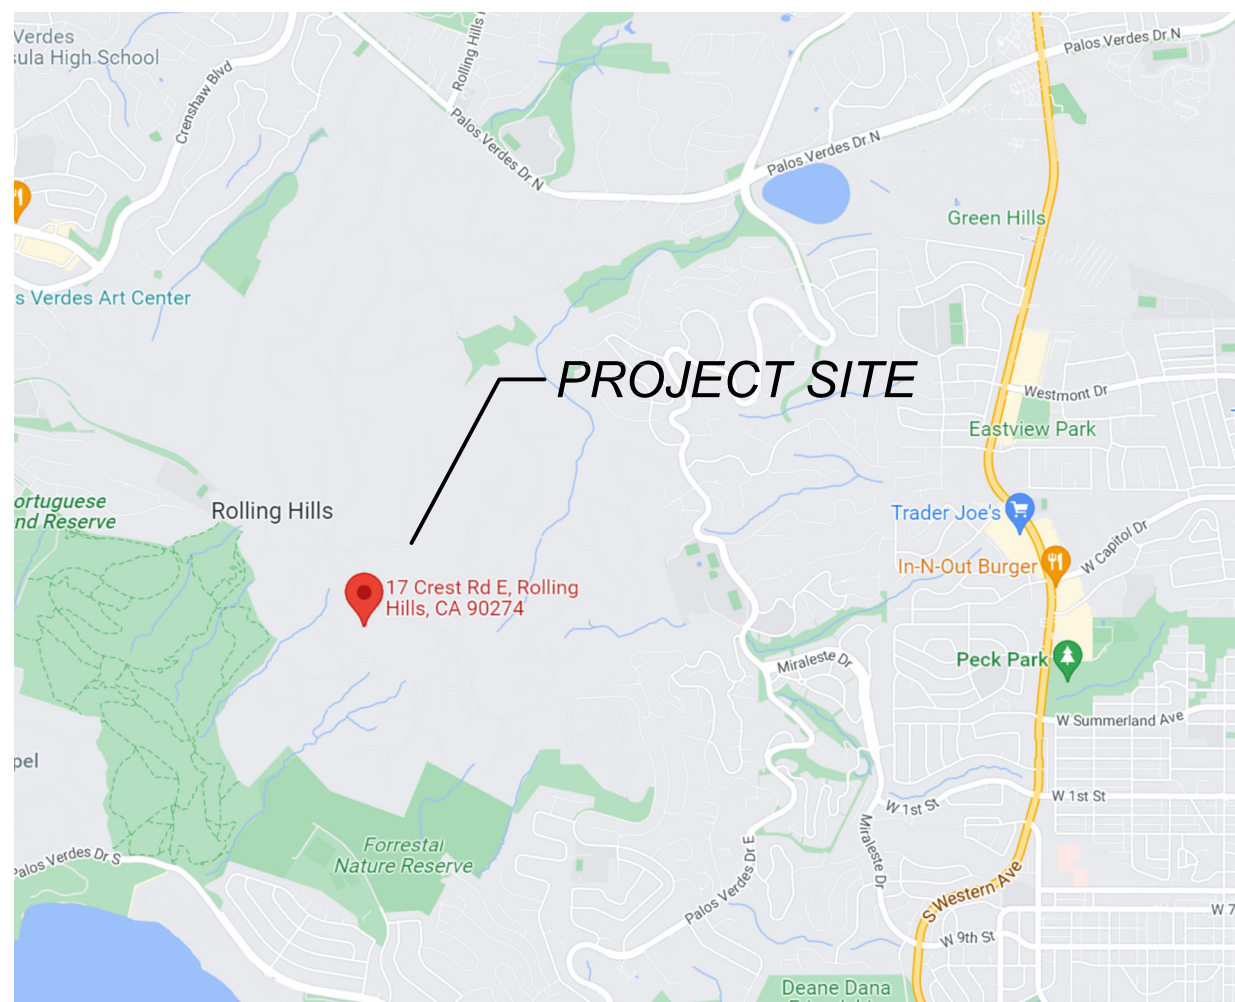 Verdes
sula High School
Crenshaw Blvd
Rolling Hills
Palos Verdes Dr N
Palos Verdes Dr N
Palos Verdes Dr N
Green Hills
s Verdes Art Center
PROJECT SITE
Westmont Dr
Eastview Park
ortuguese
nd Reserve
Rolling Hills
Trader Joe's
In-N-Out Burger
W Capitol Dr
17 Crest Rd E, Rolling
Hills, CA 90274
Miraleste Dr
Peck Park
W Summerland Ave
pel
W 1st St
W 1st St
Miraleste Dr
Forrestal
Nature Reserve
Palos Verdes Dr S
Palos Verdes Dr E
S Western Ave
W 7
W 9th St
Deane Dana